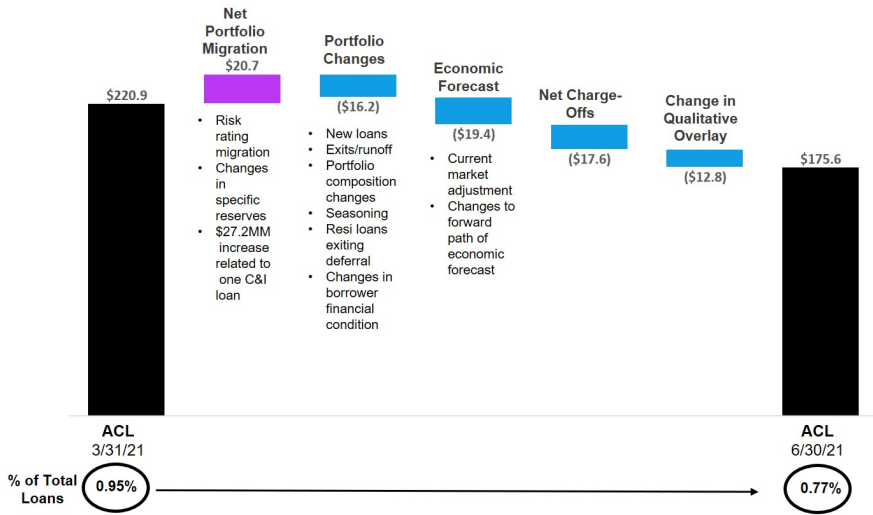 Net
Portfolio
Migration
$20.7
Portfolio
Changes
($16.2)
Economic
Forecast
($19.4)
Net Charge-
Offs
($17.6)
Change in
Qualitative
Overlay
($12.8)
$220.9
$175.6
• Risk
rating
migration
• Changes
in
specific
reserves
• $27.2MM
increase
related to
one C&I
loan
• New loans
• Exits/runoff
• Portfolio
composition
changes
• Seasoning
• Resi loans
exiting
deferral
• Changes in
borrower
financial
condition
• Current
market
adjustment
• Changes to
forward
path of
economic
forecast
ACL
3/31/21
ACL
6/30/21
% of Total
Loans
0.95%
0.77%